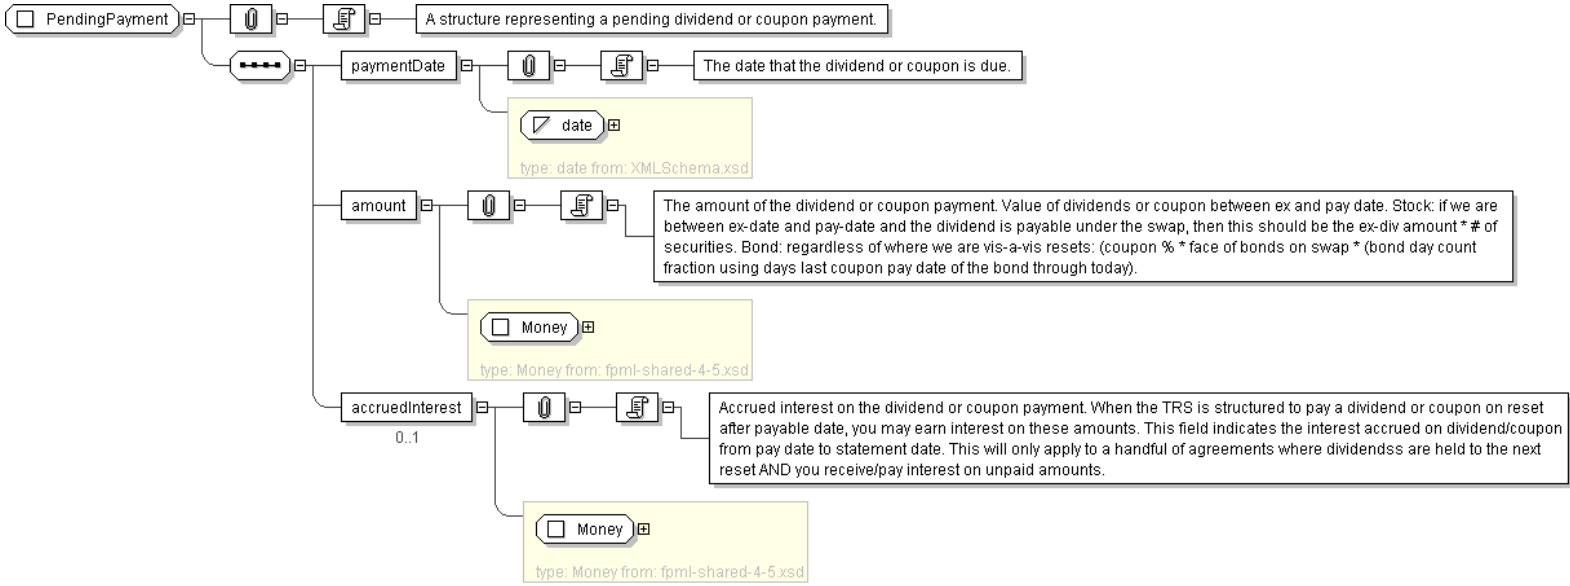 PendingPayment
A structure representing a pending dividend or coupon payment.
paymentDate
The date that the dividend or coupon is due.
date
type: date from: XMLSchema.xsd
amount
The amount of the dividend or coupon payment. Value of dividends or coupon between ex and pay date. Stock: if we are
between ex-date and pay-date and the dividend is payable under the swap, then this should be the ex-div amount * # of
securities. Bond: regardless of where we are vis-a-vis resets: (coupon % * face of bonds on swap * (bond day count
fraction using days last coupon pay date of the bond through today).
Money
type: Money from: fpml-shared-4-5.xsd
accruedInterest
0..1
Accrued interest on the dividend or coupon payment. When the TRS is structured to pay a dividend or coupon on reset
after payable date, you may earn interest on these amounts. This field indicates the interest accrued on dividend/coupon
from pay date to statement date. This will only apply to a handful of agreements where dividendss are held to the next
reset AND you receive/pay interest on unpaid amounts.
Money
type: Money from: fpml-shared-4-5.xsd